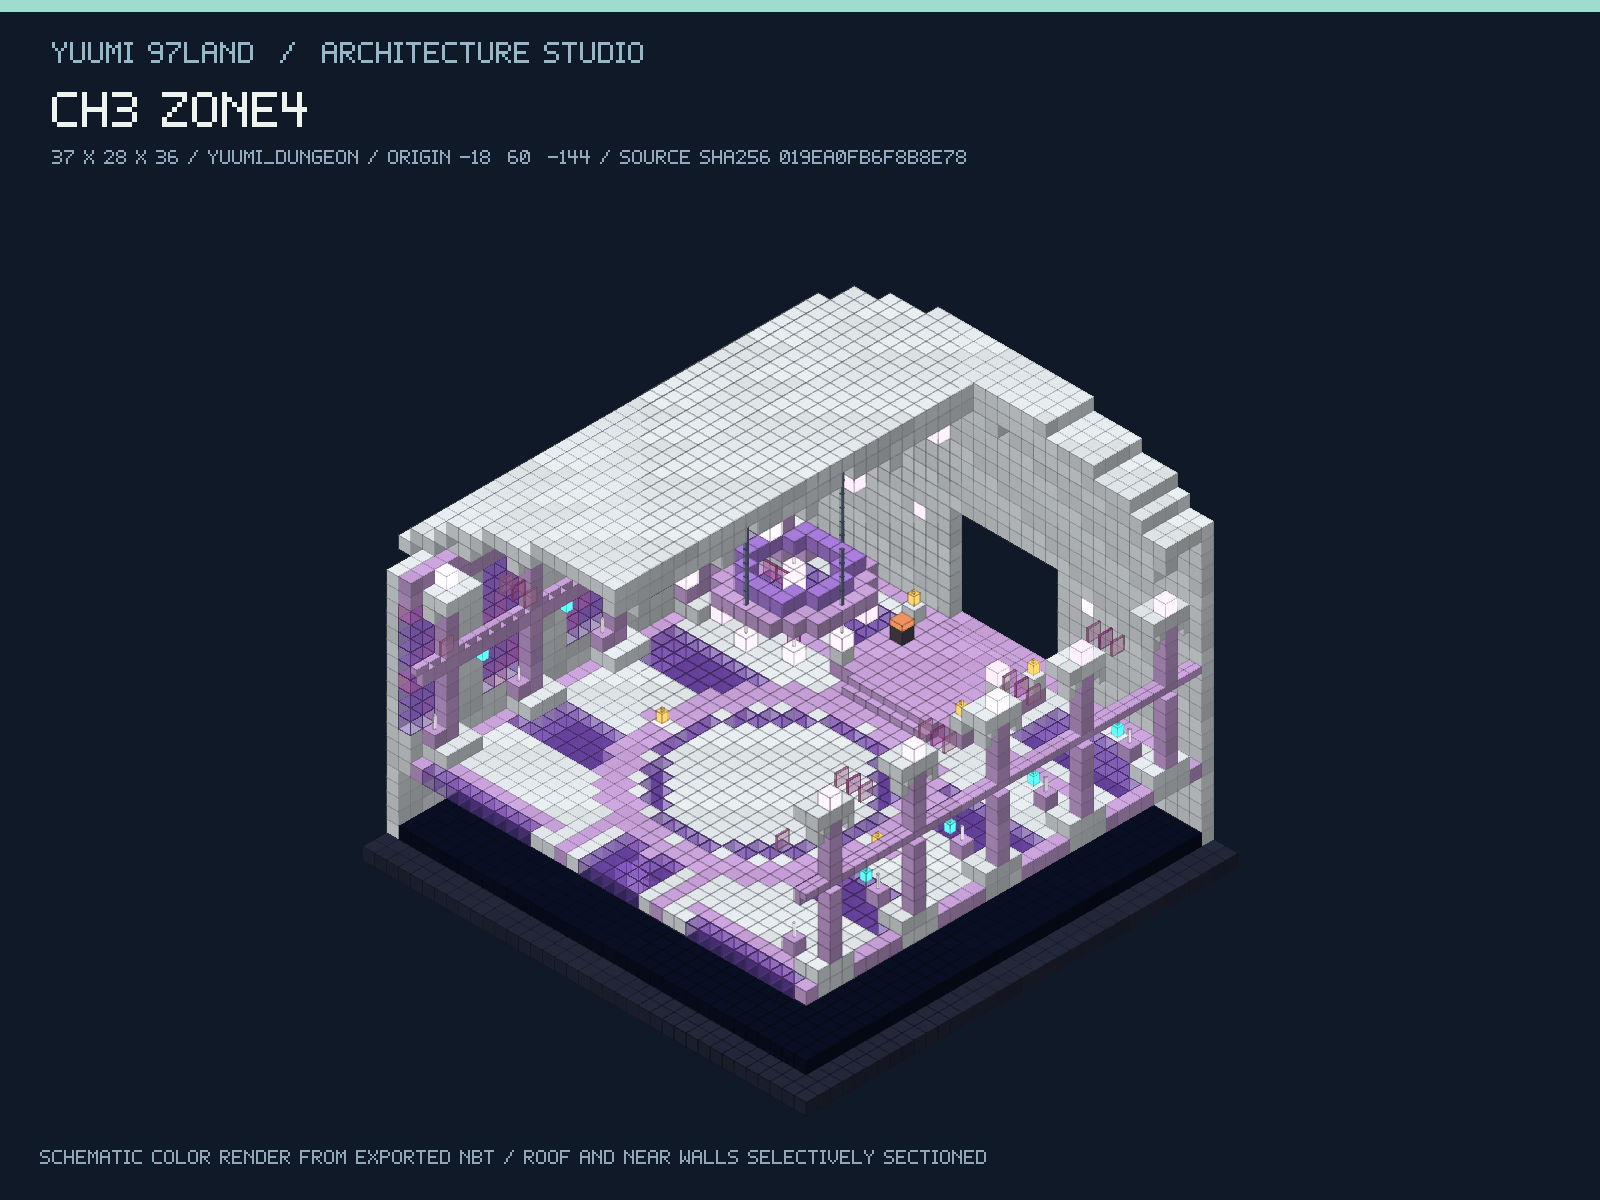 YUUMI 97LAND / ARCHITECTURE STUDIO
CH3 ZONE4
37 X 28 X 36 / YUUMI_DUNGEON / ORIGIN -18 60 -144 / SOURCE SHA256 019EA0FB6F8B8E78
SCHEMATIC COLOR RENDER FROM EXPORTED NBT / ROOF AND NEAR WALLS SELECTIVELY SECTIONED